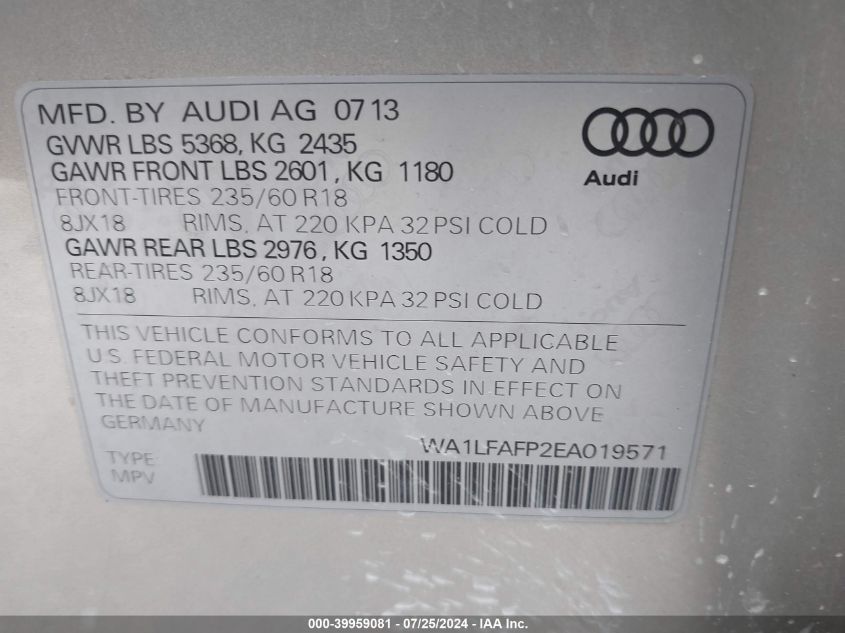 MFD. BY AUDI AG 07 13
GVWR LBS 5368, KG 2435
GAWR FRONT LBS 2601, KG 1180
FRONT-TIRES 235/60 R18
8JX18 RIMS, AT 220 KPA 32 PSI COLD
GAWR REAR LBS 2976, KG 1350
REAR-TIRES 235/60 R18
8JX18 RIMS, AT 220 KPA 32 PSI COLD
Audi
THIS VEHICLE CONFORMS TO ALL APPLICABLE
U.S. FEDERAL MOTOR VEHICLE SAFETY AND
THEFT PREVENTION STANDARDS IN EFFECT ON
THE DATE OF MANUFACTURE SHOWN ABOVE
GERMANY
WA1LFAFP2EA019571
TYPE:
MPV
000-39959081 - 07/25/2024 - IAA Inc.